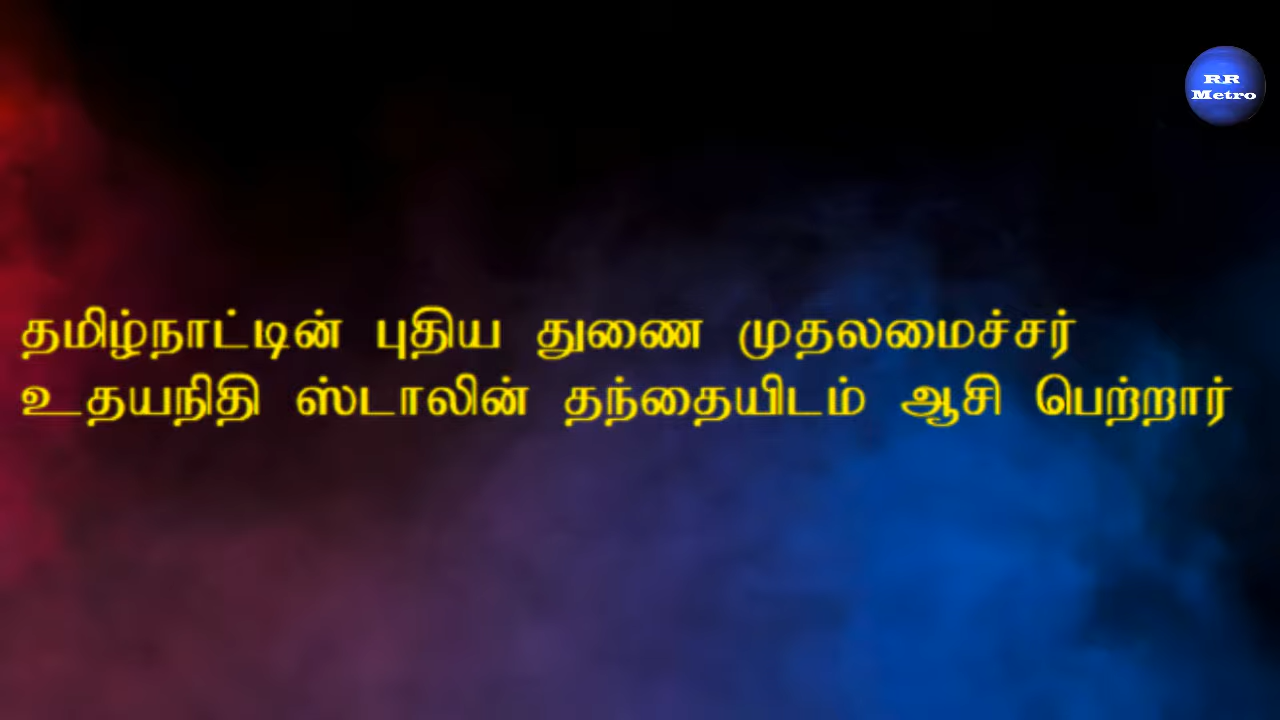 RR
Metro
தமிழ்நாட்டின் புதிய துணை முதலமைச்சர்
உதயநிதி ஸ்டாலின் தந்தையிடம் ஆசி பெற்றார்